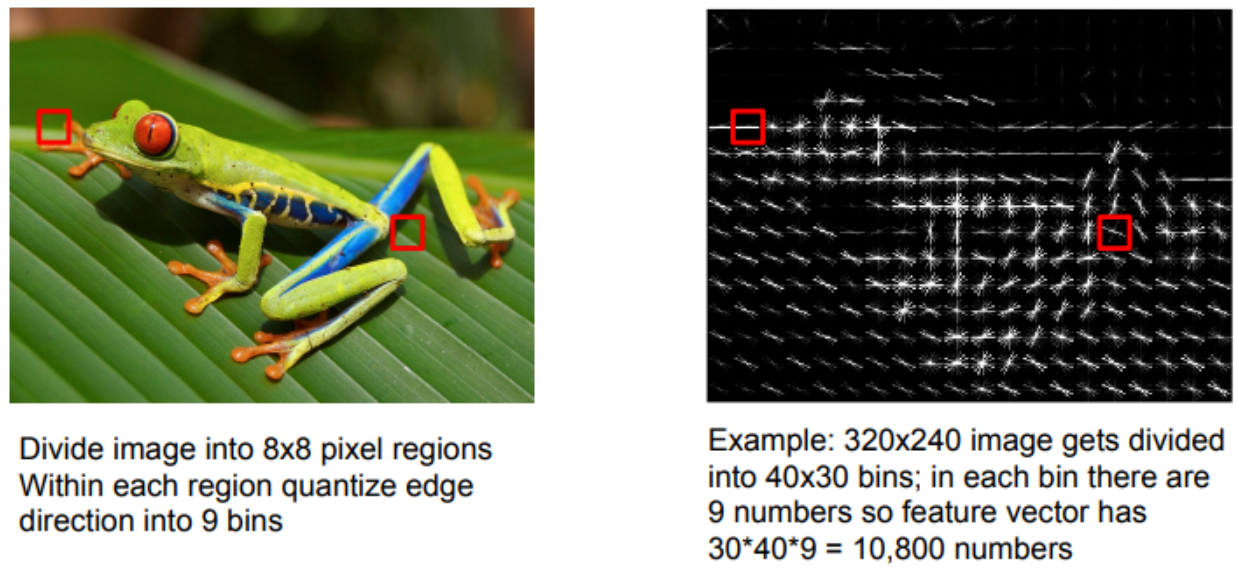 Divide image into 8x8 pixel regions
Within each region quantize edge
direction into 9 bins
Example: 320x240 image gets divided
into 40x30 bins; in each bin there are
9 numbers so feature vector has
30*40*9 = 10,800 numbers